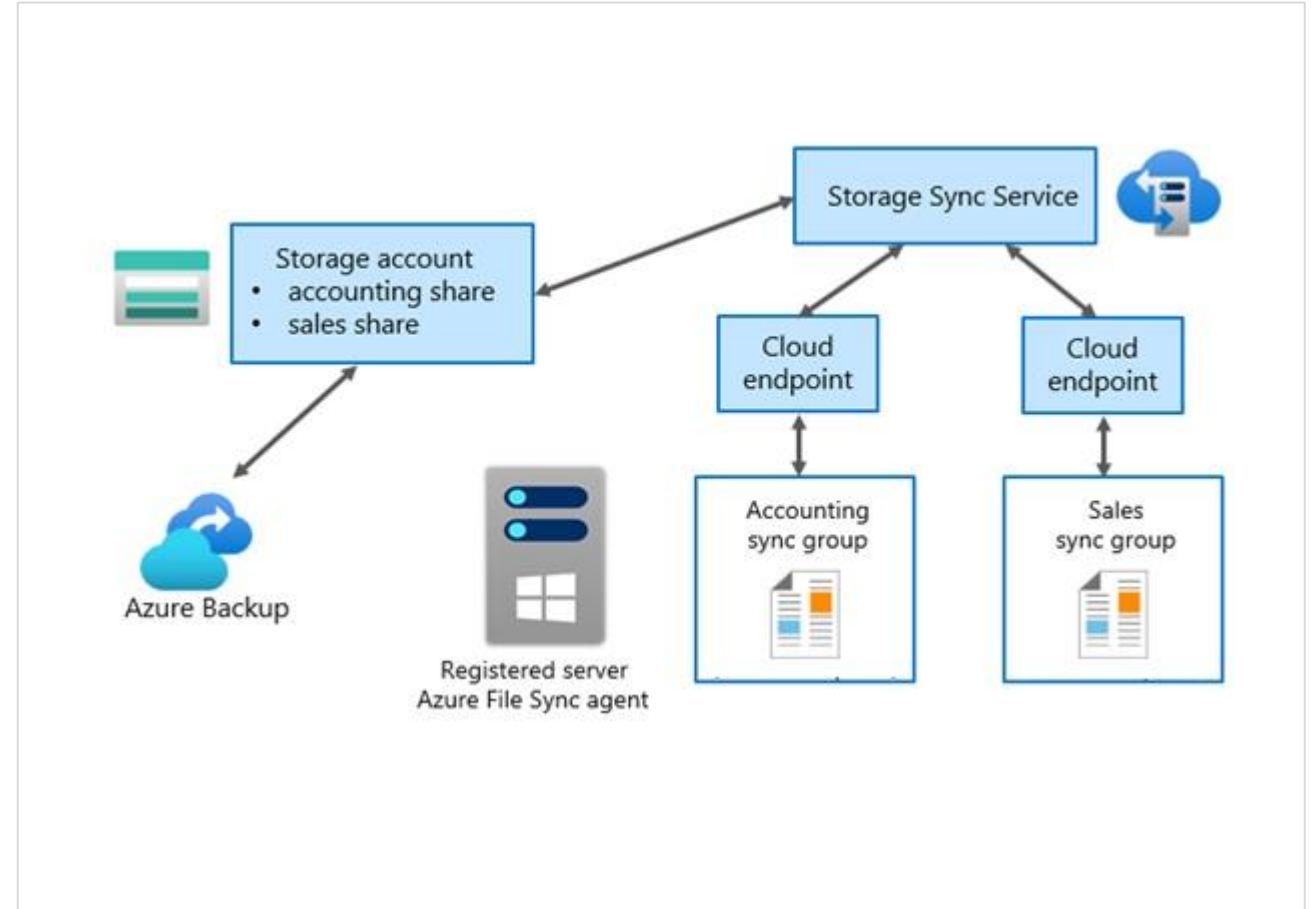 Storage Sync Service
Storage account
• accounting share
• sales share
Cloud
endpoint
Cloud
endpoint
Accounting
sync group
Sales
sync group
Azure Backup
Registered server
Azure File Sync agent